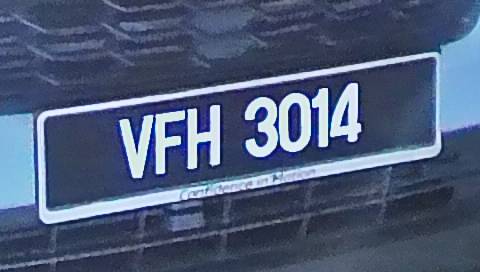 VFH 3014
Confidence in Motion